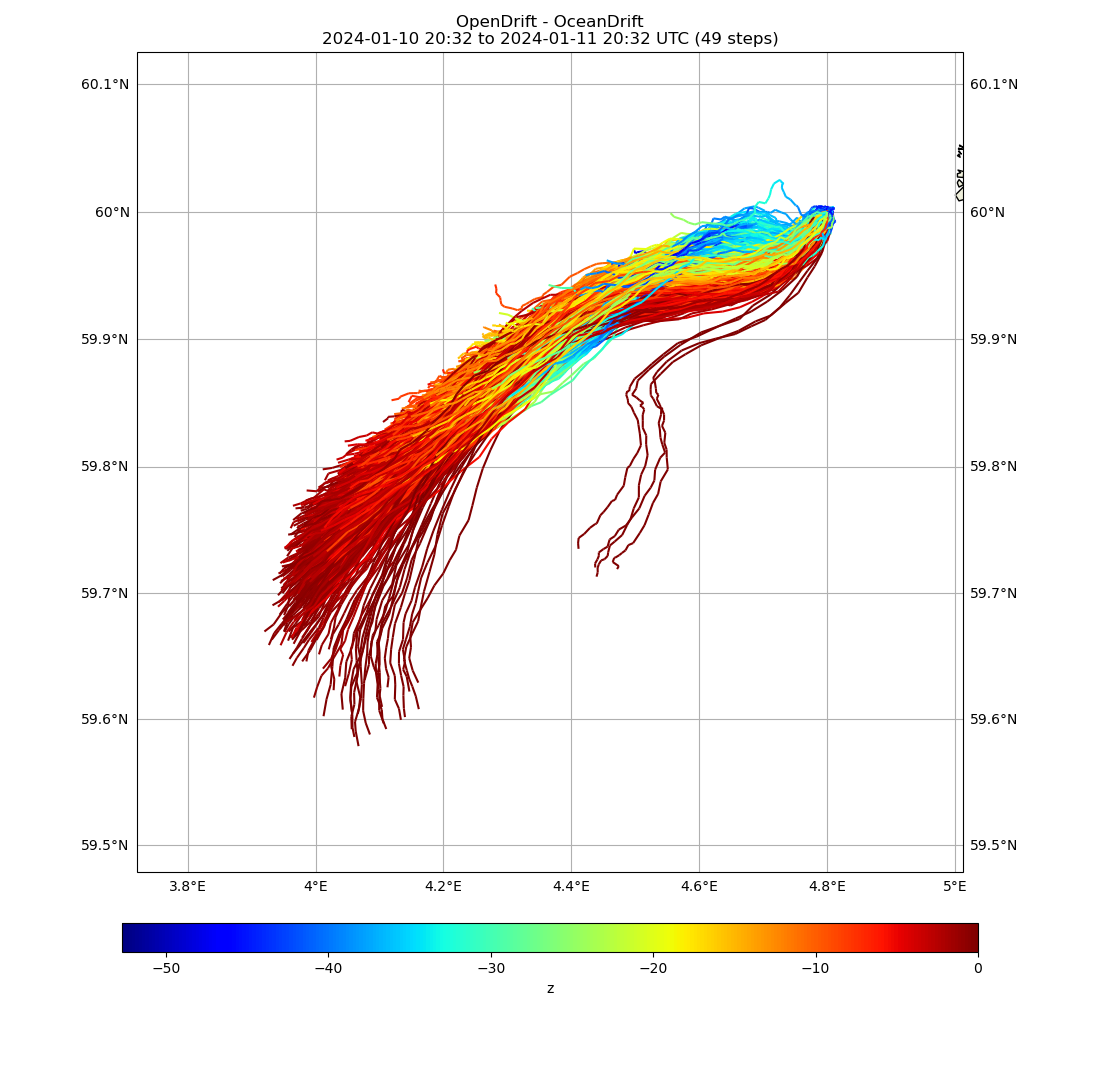 OpenDrift - OceanDrift
2024-01-10 20:32 to 2024-01-11 20:32 UTC (49 steps)
60.1°N 60.1°N
60°N 60°N
59.9°N 59.9°N
59.8°N 59.8°N
59.7°N 59.7°N
59.6°N 59.6°N
59.5°N 59.5°N
3.8°E 4°E 4.2°E 4.4°E 4.6°E 4.8°E 5°E
−50 −40 −30 −20 −10 0
z